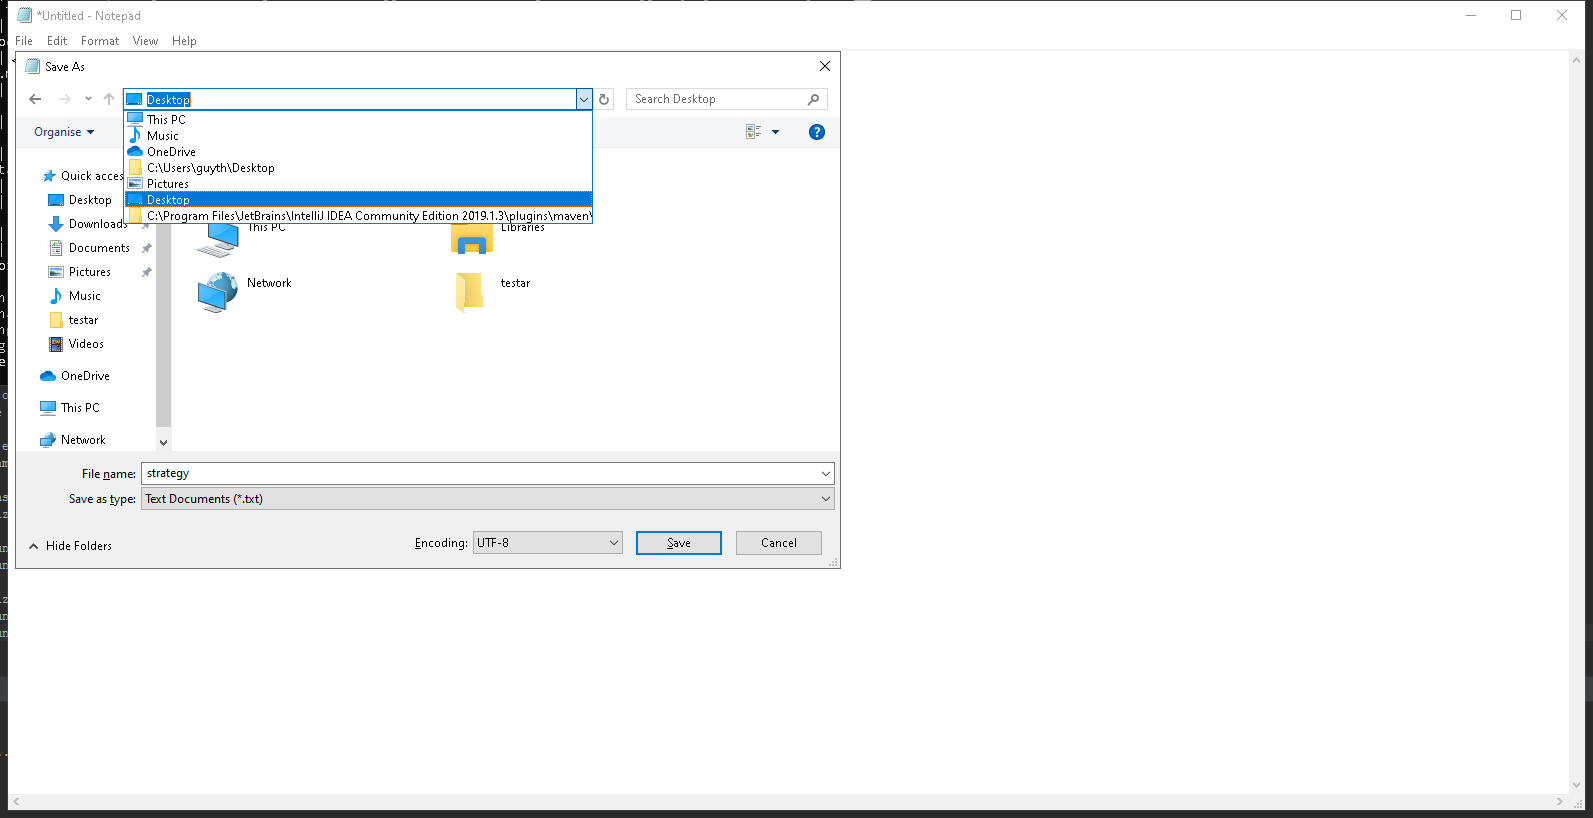 *Untitled - Notepad
File Edit Format View Help
Save As
Desktop
Search Desktop
This PC
Music
OneDrive
C:\Users\guyth\Desktop
Pictures
Desktop
C:\Program Files\JetBrains\IntelliJ IDEA Community Edition 2019.1.3\plugins\maven\
Organise
Quick acces
Desktop
Downloads
Documents
Pictures
Music
testar
Videos
OneDrive
This PC
Network
This PC
Libraries
Network
testar
File name: strategy
Save as type: Text Documents (*.txt)
Hide Folders
Encoding: UTF-8
Save
Cancel